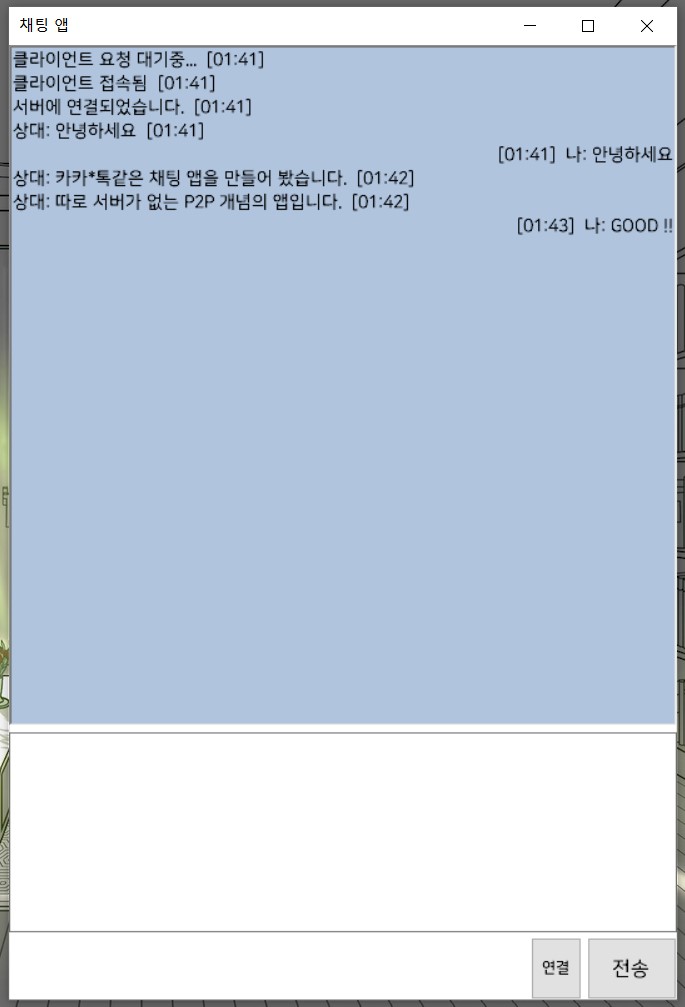 채팅 앱
클라이언트 요청 대기중... [01:41]
클라이언트 접속됨 [01:41]
서버에 연결되었습니다. [01:41]
상대: 안녕하세요 [01:41]
[01:41] 나: 안녕하세요
상대: 카카*톡같은 채팅 앱을 만들어 봤습니다. [01:42]
상대: 따로 서버가 없는 P2P 개념의 앱입니다. [01:42]
[01:43] 나: GOOD !!
연결 전송